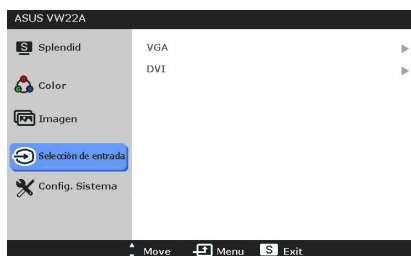 ASUS VW22A
S Splendid
VGA
DVI
Color
Imagen
Selección de entrada
Config. Sistema
Move Menu S Exit